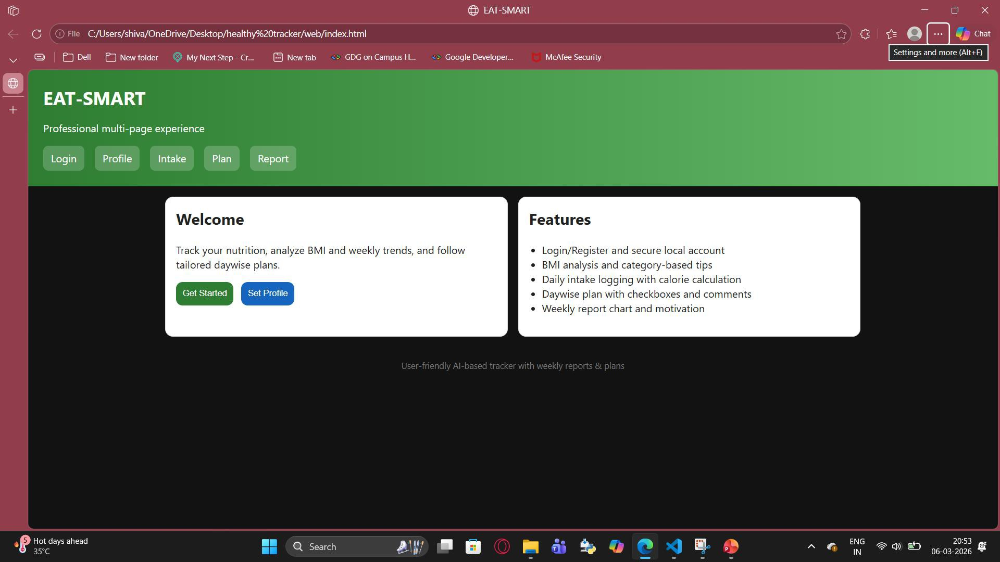 EAT-SMART
File C:/Users/shiva/OneDrive/Desktop/healthy%20tracker/web/index.html
Chat
Settings and more (Alt+F)
Dell
New folder
My Next Step - Cr...
New tab
GDG on Campus H...
Google Developer...
McAfee Security
EAT-SMART
Professional multi-page experience
Login Profile Intake Plan Report
Welcome
Track your nutrition, analyze BMI and weekly trends, and follow
tailored daywise plans.
Get Started Set Profile
Features
• Login/Register and secure local account
• BMI analysis and category-based tips
• Daily intake logging with calorie calculation
• Daywise plan with checkboxes and comments
• Weekly report chart and motivation
User-friendly AI-based tracker with weekly reports & plans
5
Hot days ahead
35°C
Search
ENG
IN
20:53
06-03-2026